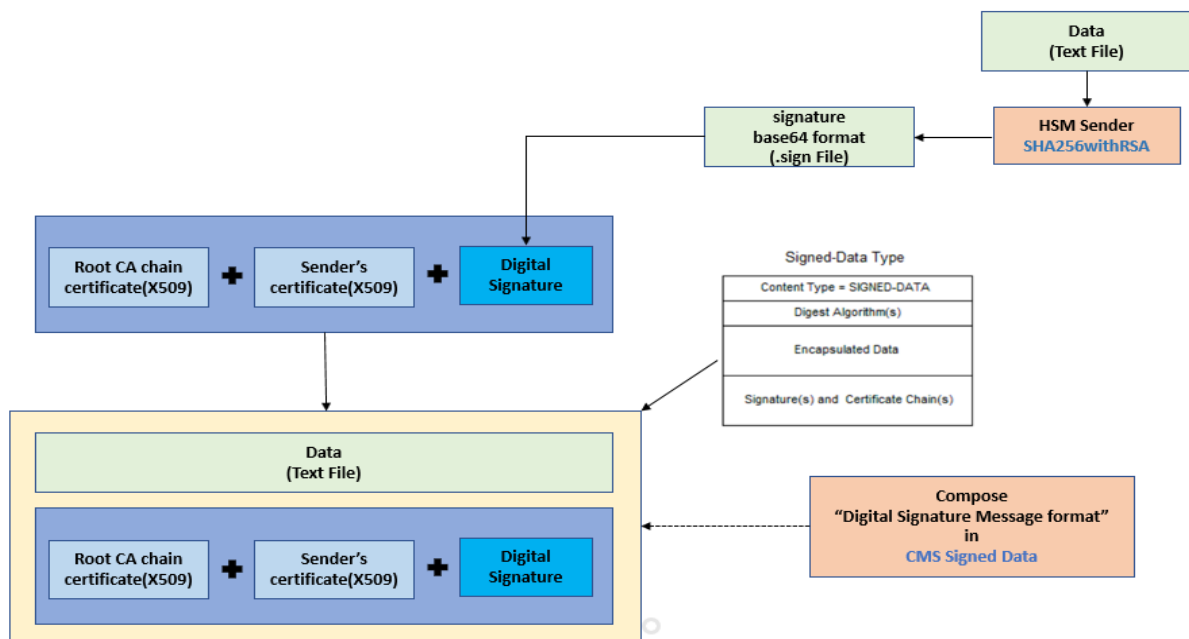 Data
(Text File)
signature
base64 format
(.sign File)
HSM Sender
SHA256withRSA
Root CA chain
certificate(X509)
Sender's
certificate(X509)
Digital
Signature
Signed-Data Type
Content Type = SIGNED-DATA
Digest Algorithm(s)
Encapsulated Data
Signature(s) and Certificate Chain(s)
Data
(Text File)
Compose
“Digital Signature Message format”
in
CMS Signed Data
Root CA chain
certificate(X509)
Sender's
certificate(X509)
Digital
Signature